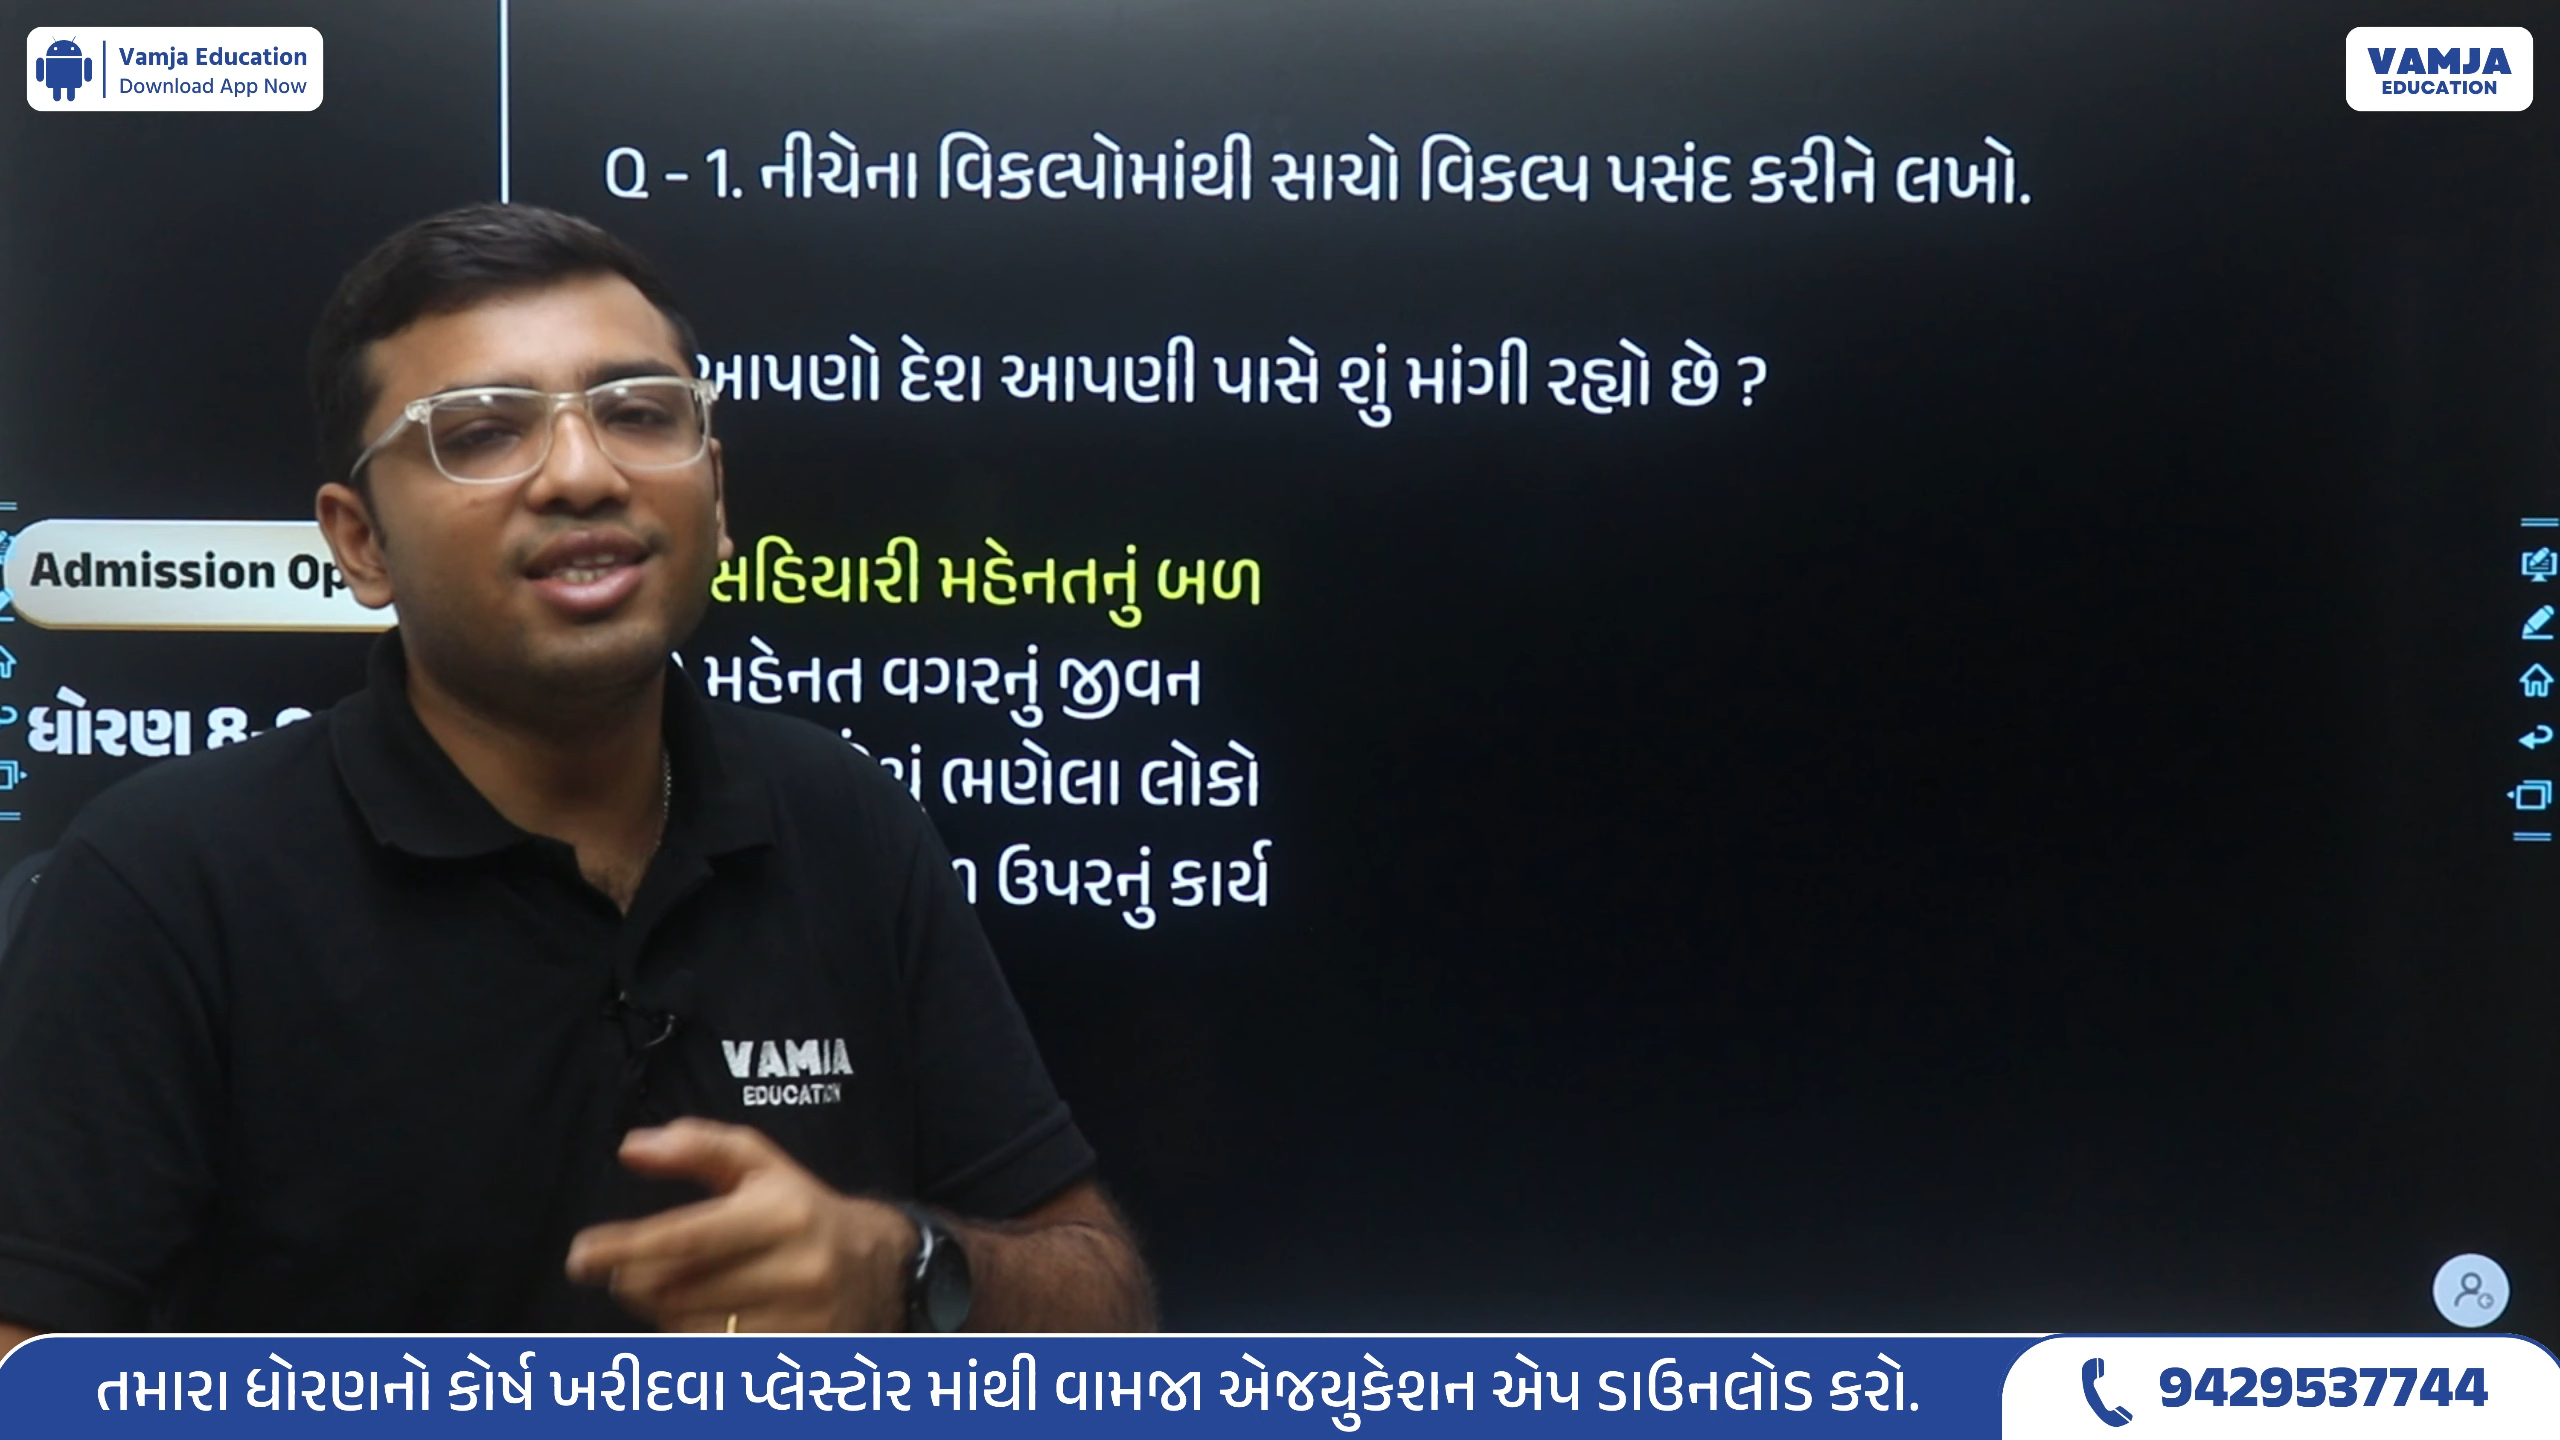 Vamja Education
Download App Now
VAMJA
EDUCATION
Q - 1. નીચેના વિકલ્પોમાંથી સાચો વિકલ્પ પસંદ કરીને લખો.
આપણો દેશ આપણી પાસે શું માંગી રહ્યો છે ?
Admission
સહિયારી મહેનતનું બળ
મહેનત વગરનું જીવન
ધોરણ 8-
ભણેલા લોકો
ઉપરનું કાર્ય
VAMJA
EDUCATION
તમારા ધોરણનો કોર્ષ ખરીદવા પ્લેસ્ટોર માંથી વામજા એજયુકેશન એપ ડાઉનલોડ કરો.
9429537744